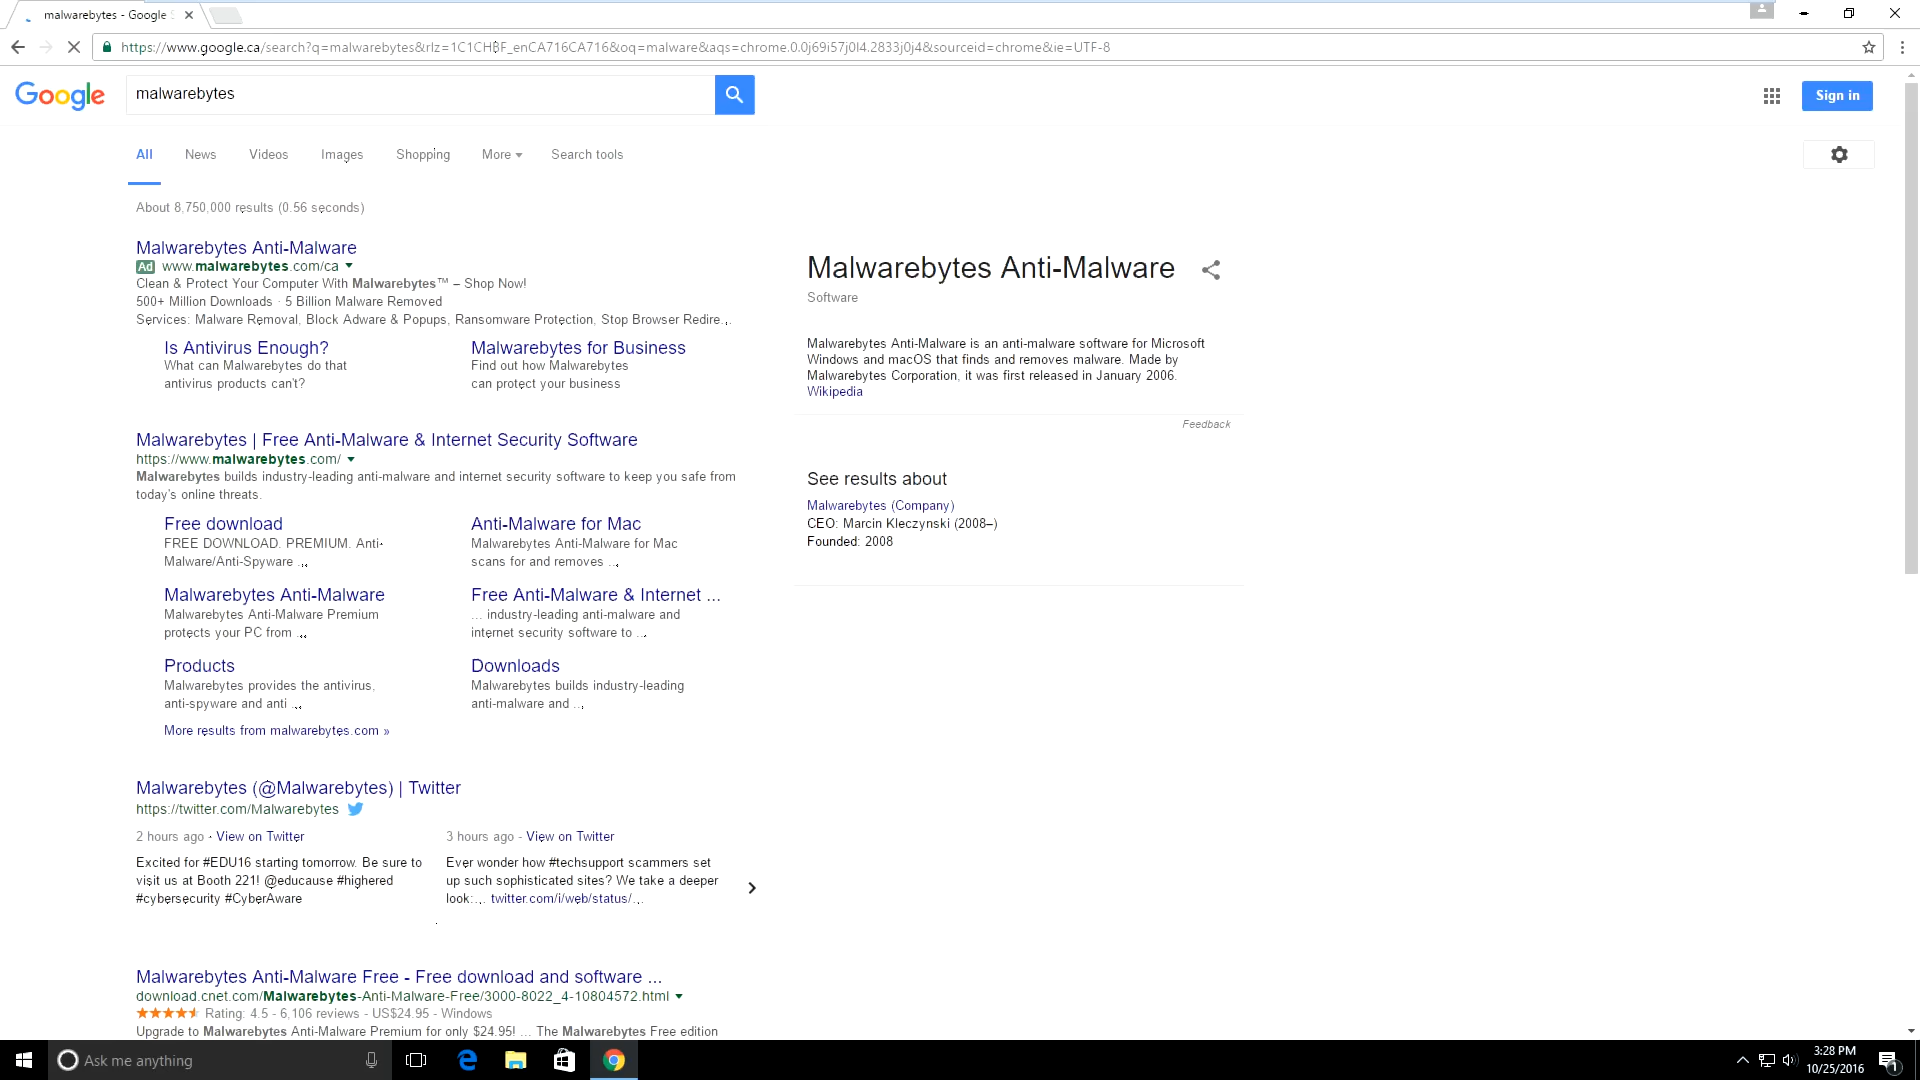 malwarebytes - Google S
https://www.google.ca/search?q=malwarebytes&rlz=1C1CHBF_enCA716CA716&oq=malware&aqs=chrome.0.0j69i57j0l4.2833j0j4&sourceid=chrome&ie=UTF-8
Google
malwarebytes
Sign in
All News Videos Images Shopping More Search tools
About 8,750,000 results (0.56 seconds)
Malwarebytes Anti-Malware
Ad www.malwarebytes.com/ca
Clean & Protect Your Computer With Malwarebytes™ – Shop Now!
500+ Million Downloads · 5 Billion Malware Removed
Services: Malware Removal, Block Adware & Popups, Ransomware Protection, Stop Browser Redire...
Is Antivirus Enough?
What can Malwarebytes do that
antivirus products can't?
Malwarebytes for Business
Find out how Malwarebytes
can protect your business
Malwarebytes | Free Anti-Malware & Internet Security Software
https://www.malwarebytes.com/
Malwarebytes builds industry-leading anti-malware and internet security software to keep you safe from
today's online threats.
Free download
FREE DOWNLOAD. PREMIUM. Anti-
Malware/Anti-Spyware ...
Anti-Malware for Mac
Malwarebytes Anti-Malware for Mac
scans for and removes ...
Malwarebytes Anti-Malware
Malwarebytes Anti-Malware Premium
protects your PC from ...
Free Anti-Malware & Internet ...
... industry-leading anti-malware and
internet security software to ...
Products
Malwarebytes provides the antivirus,
anti-spyware and anti ...
Downloads
Malwarebytes builds industry-leading
anti-malware and ...
More results from malwarebytes.com »
Malwarebytes (@Malwarebytes) | Twitter
https://twitter.com/Malwarebytes
2 hours ago - View on Twitter
Excited for #EDU16 starting tomorrow. Be sure to
visit us at Booth 221! @educause #highered
#cybersecurity #CyberAware
3 hours ago - View on Twitter
Ever wonder how #techsupport scammers set
up such sophisticated sites? We take a deeper
look:... twitter.com/i/web/status/...
Malwarebytes Anti-Malware Free - Free download and software ...
download.cnet.com/Malwarebytes-Anti-Malware-Free/3000-8022_4-10804572.html
Rating: 4.5 - 6,106 reviews - US$24.95 - Windows
Upgrade to Malwarebytes Anti-Malware Premium for only $24.95! ... The Malwarebytes Free edition
Malwarebytes Anti-Malware
Software
Malwarebytes Anti-Malware is an anti-malware software for Microsoft
Windows and macOS that finds and removes malware. Made by
Malwarebytes Corporation, it was first released in January 2006.
Wikipedia
Feedback
See results about
Malwarebytes (Company)
CEO: Marcin Kleczynski (2008–)
Founded: 2008
Ask me anything
3:28 PM
10/25/2016
1